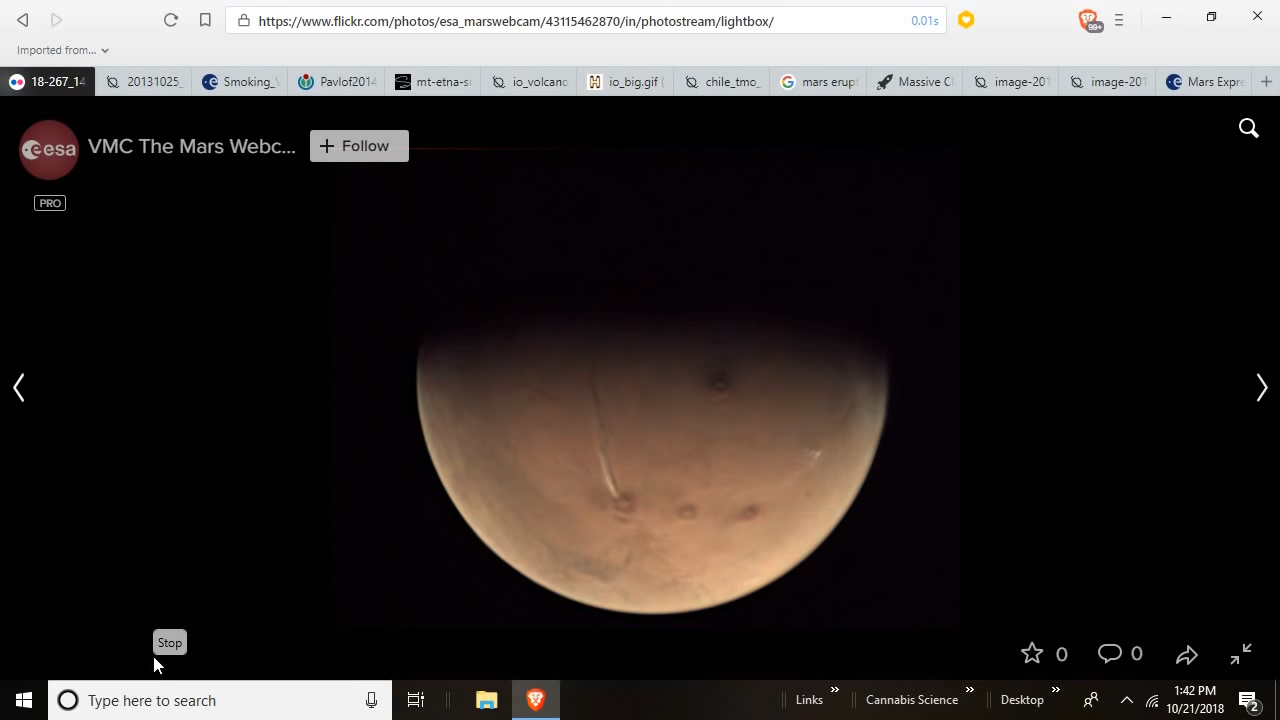 https://www.flickr.com/photos/esa_marswebcam/43115462870/in/photostream/lightbox/
0.01s
99+
Imported from...
18-267_14
20131025_
Smoking_V
Pavlof2014
mt-etna-s
io_volcano
io_big.gif (
chile_tmo_
mars erupt
Massive C
image-201
image-201
Mars Expre
esa
VMC The Mars Webc...
+ Follow
PRO
Stop
0
0
Type here to search
Links
Cannabis Science
Desktop
1:42 PM
10/21/2018
2